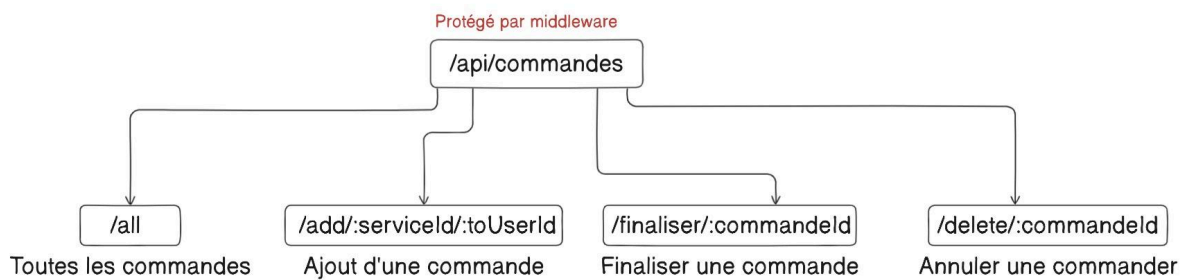 Protégé par middleware
/api/commandes
/all
/add/:serviceId/:toUserId
/finaliser/:commandeId
/delete/:commandeId
Toutes les commandes
Ajout d'une commande
Finaliser une commande
Annuler une commander